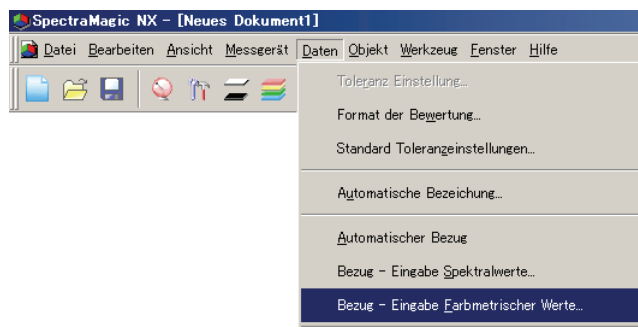 SpectraMagic NX - [Neues Dokument1]
Datei Bearbeiten Ansicht Messgerät Daten Objekt Werkzeug Fenster Hilfe
Toleranz Einstellung...
Format der Bewertung...
Standard Toleranzeinstellungen...
Automatische Bezeichung...
Automatischer Bezug
Bezug - Eingabe Spektralwerte...
Bezug - Eingabe Farbmetrischer Werte...